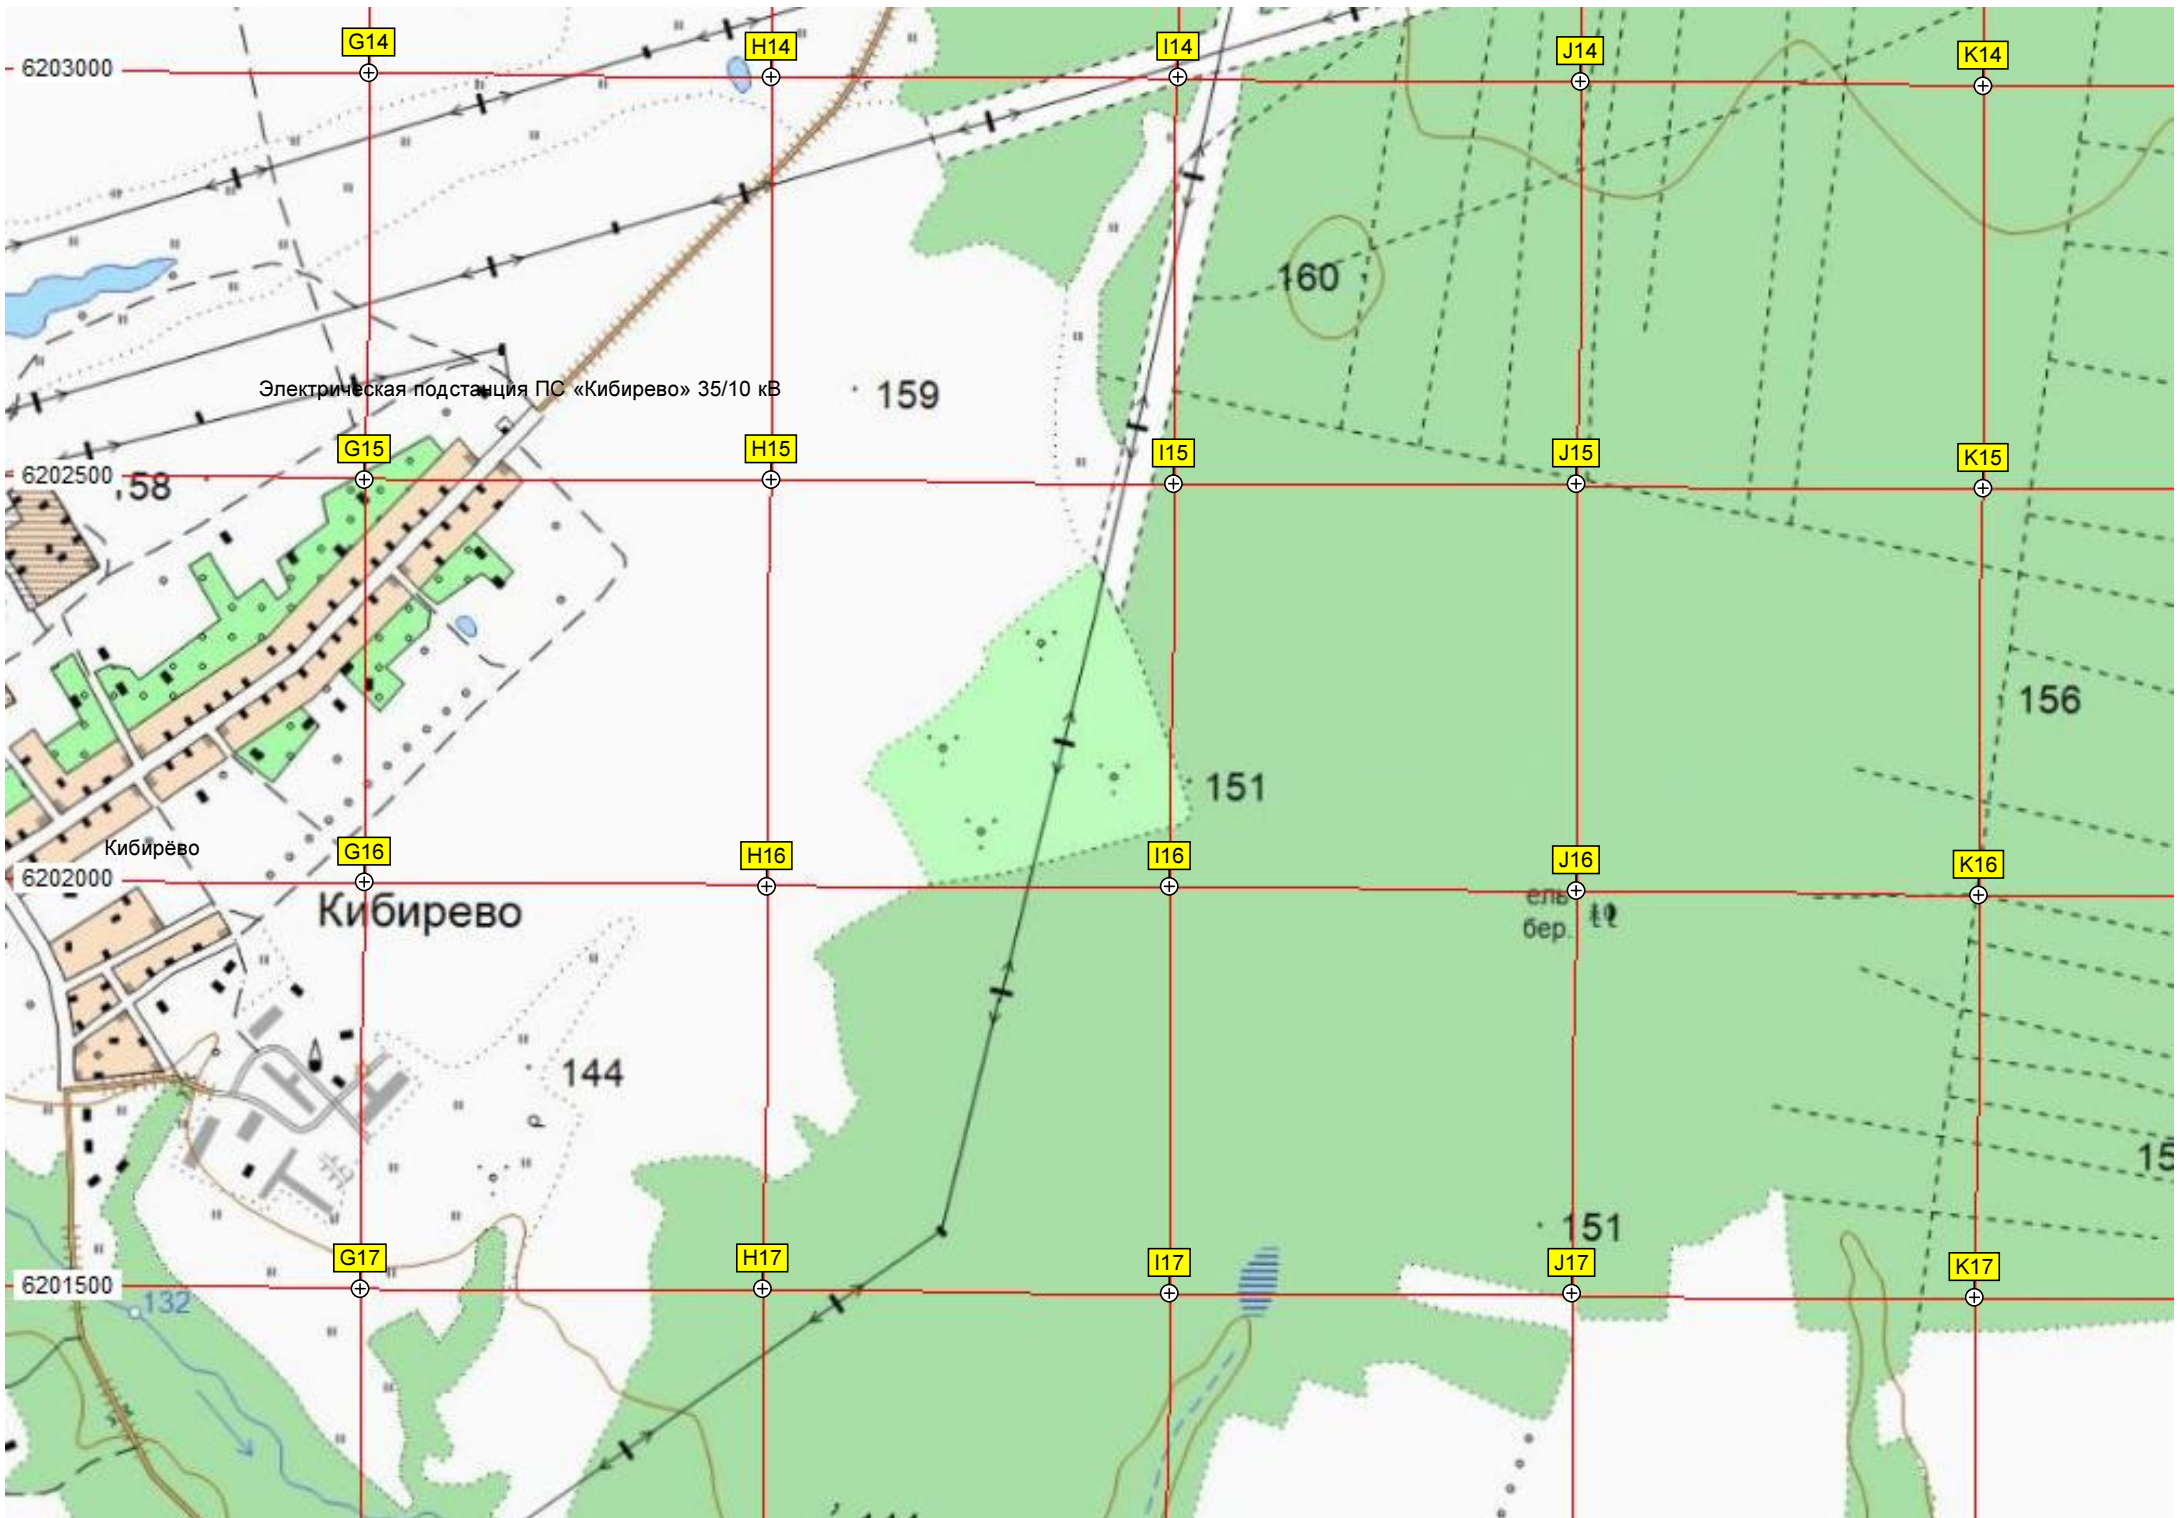 G14
H14
I14
J14
K14
6203000
160
Электрическая подстанция ПС «Кибирево» 35/10 кВ
159
G15
H15
I15
J15
K15
6202500
58
156
151
Кибирёво
G16
H16
I16
J16
K16
6202000
Кибирево
ель
бер.
144
15
151
G17
H17
I17
J17
K17
6201500
132